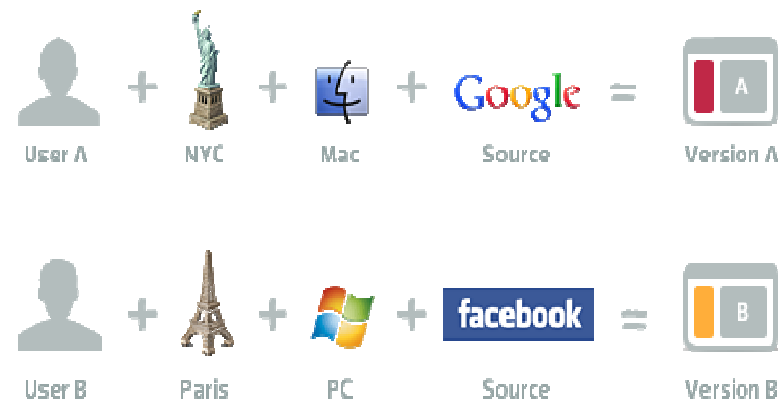 Google
A
User A NYC Mac Source Version A
facebook
B
User B Paris PC Source Version B